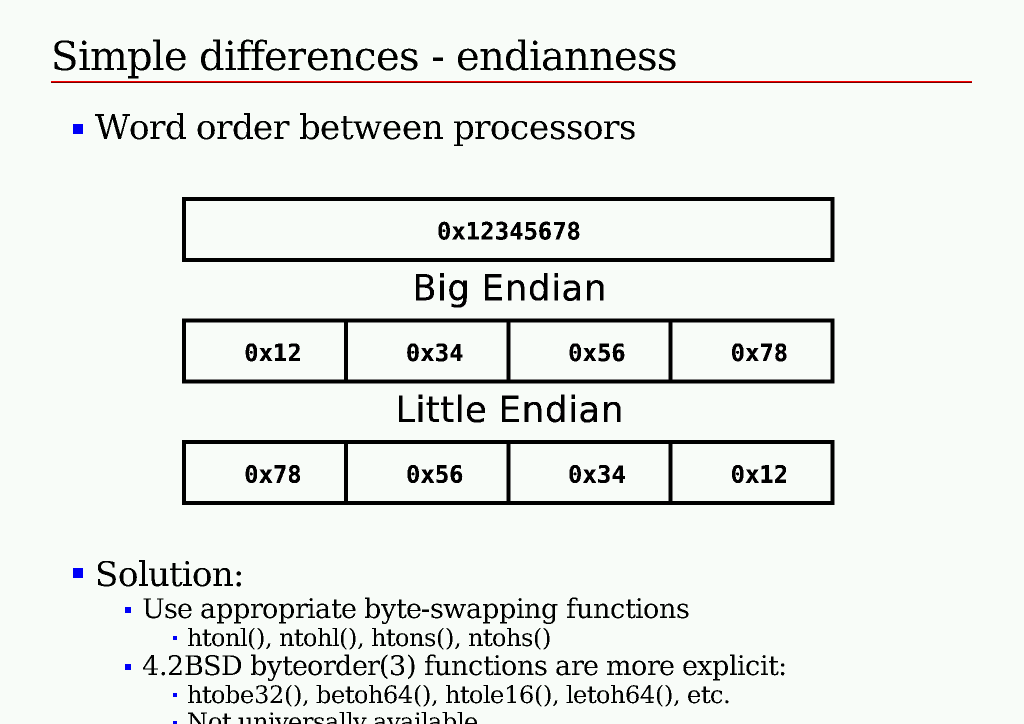 Simple differences - endianness
Word order between processors
0x12345678
Big Endian
0x12 0x34 0x56 0x78
Little Endian
0x78 0x56 0x34 0x12
Solution:
Use appropriate byte-swapping functions
htonl(), ntohl(), htons(), ntohs()
4.2BSD byteorder(3) functions are more explicit:
htobe32(), betoh64(), htole16(), letoh64(), etc.
Not universally available